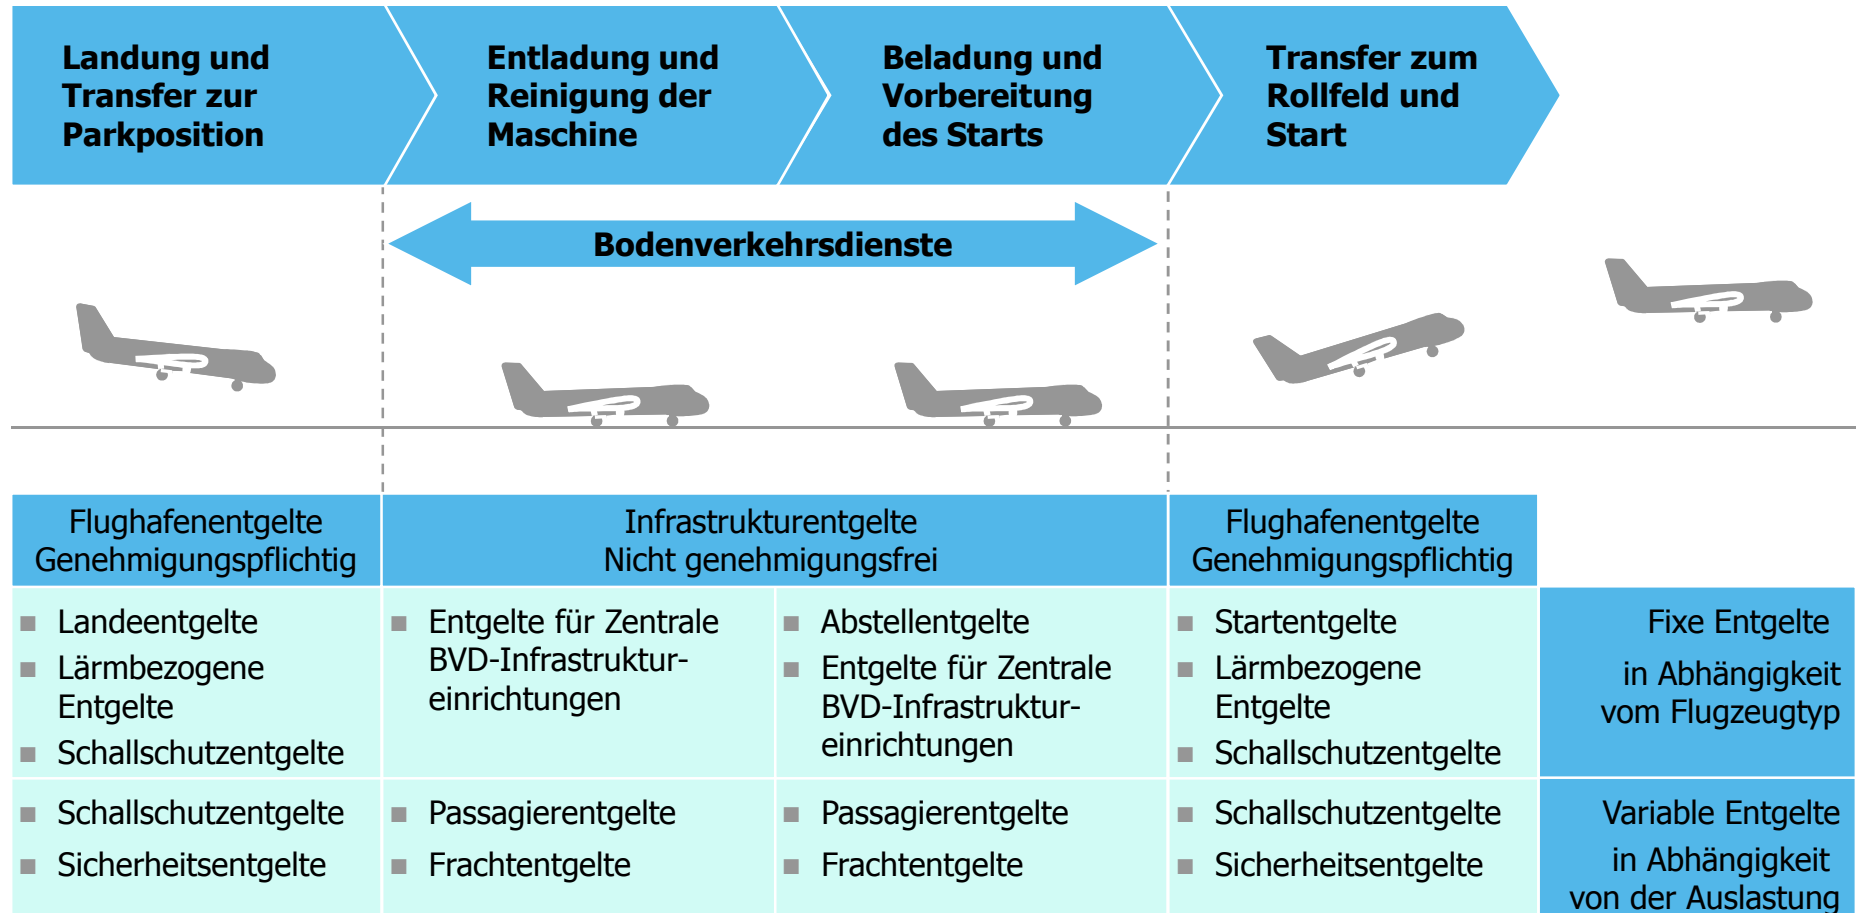 Landung und
Transfer zur
Parkposition
Entladung und
Reinigung der
Maschine
Beladung und
Vorbereitung
des Starts
Transfer zum
Rollfeld und
Start
Bodenverkehrsdienste
Flughafenentgelte
Genehmigungspflichtig
Infrastrukturentgelte
Nicht genehmigungsfrei
Flughafenentgelte
Genehmigungspflichtig
Landeentgelte
Lärmbezogene
Entgelte
Schallschutzentgelte
Entgelte für Zentrale
BVD-Infrastruktur-
einrichtungen
Abstellentgelte
Entgelte für Zentrale
BVD-Infrastruktur-
einrichtungen
Startentgelte
Lärmbezogene
Entgelte
Schallschutzentgelte
Fixe Entgelte
in Abhängigkeit
vom Flugzeugtyp
Schallschutzentgelte
Sicherheitsentgelte
Passagierentgelte
Frachtentgelte
Passagierentgelte
Frachtentgelte
Schallschutzentgelte
Sicherheitsentgelte
Variable Entgelte
in Abhängigkeit
von der Auslastung